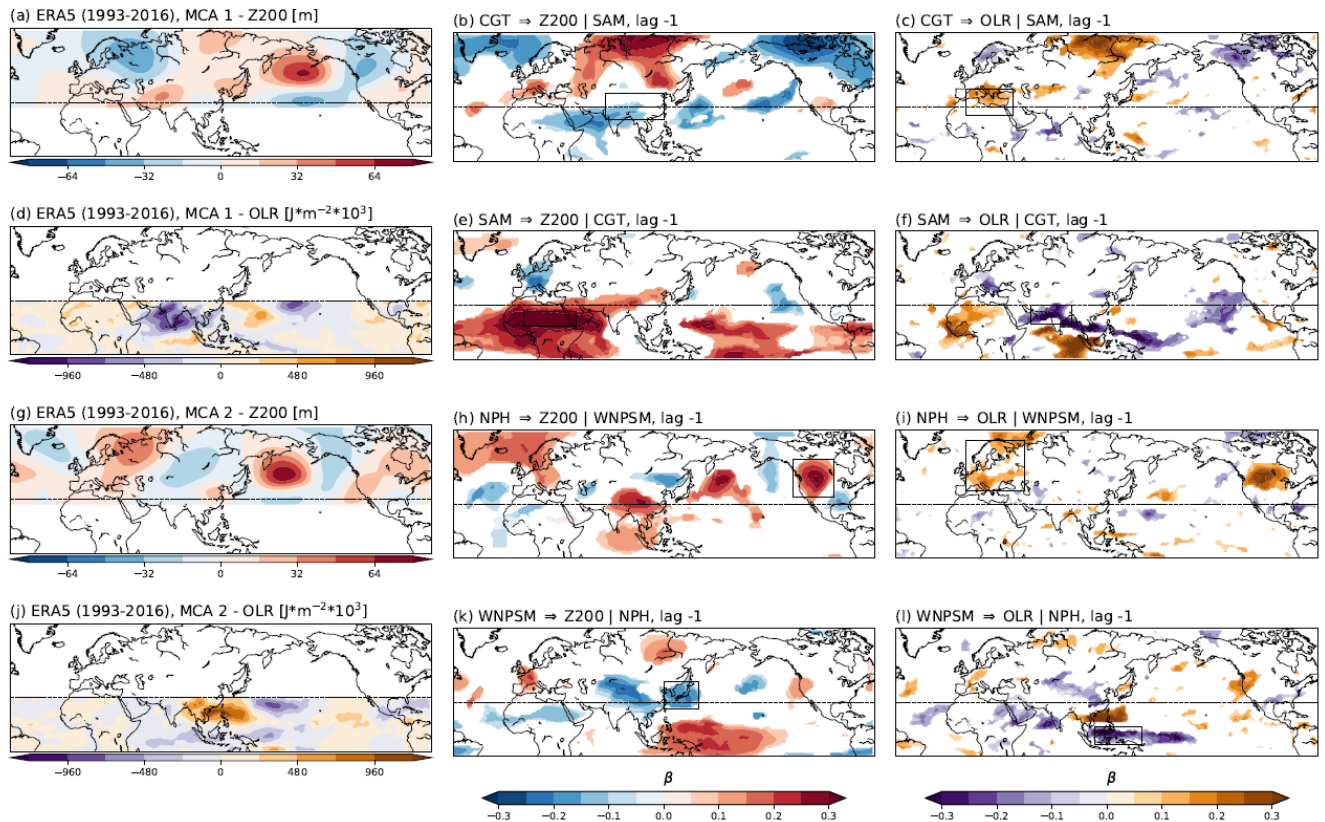 (a) ERA5 (1993-2016), MCA 1 - Z200 [m]
(b) CGT ⇒ Z200 | SAM, lag -1
(c) CGT ⇒ OLR | SAM, lag -1
−64 −32 0 32 64
(d) ERA5 (1993-2016), MCA 1 - OLR [J*m⁻²*10³]
(e) SAM ⇒ Z200 | CGT, lag -1
(f) SAM ⇒ OLR | CGT, lag -1
−960 −480 0 480 960
(g) ERA5 (1993-2016), MCA 2 - Z200 [m]
(h) NPH ⇒ Z200 | WNPSM, lag -1
(i) NPH ⇒ OLR | WNPSM, lag -1
−64 −32 0 32 64
(j) ERA5 (1993-2016), MCA 2 - OLR [J*m⁻²*10³]
(k) WNPSM ⇒ Z200 | NPH, lag -1
(l) WNPSM ⇒ OLR | NPH, lag -1
−960 −480 0 480 960
β
−0.3 −0.2 −0.1 0.0 0.1 0.2 0.3
β
−0.3 −0.2 −0.1 0.0 0.1 0.2 0.3